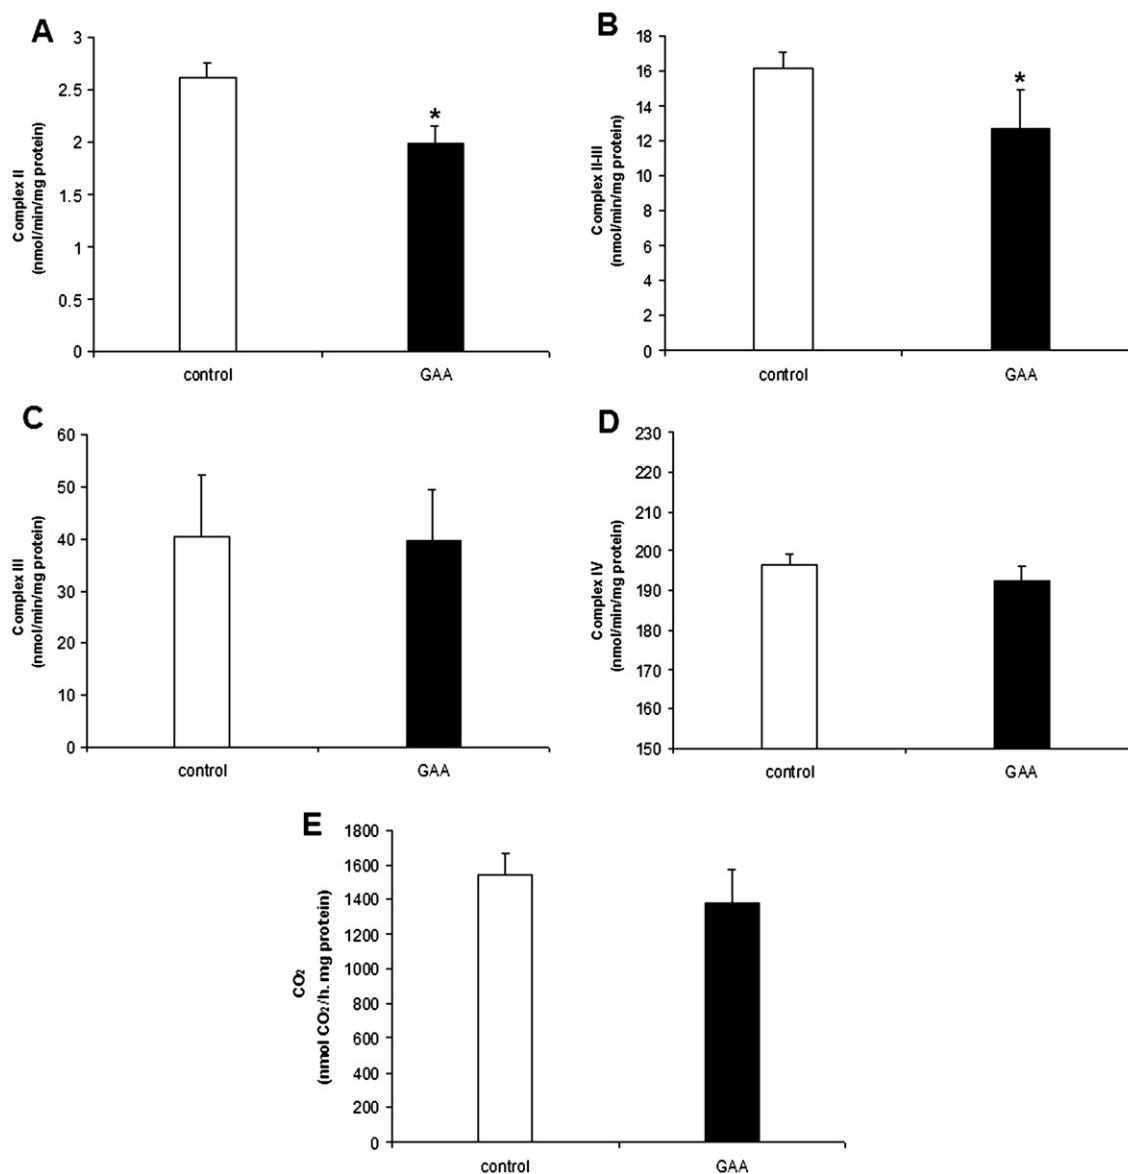 A
3
2.5
2
1.5
1
0.5
0
Complex II
(nmol/min/mg protein)
*
control
GAA
B
18
16
14
12
10
8
6
4
2
0
Complex II-III
(nmol/min/mg protein)
*
control
GAA
C
60
50
40
30
20
10
0
Complex III
(nmol/min/mg protein)
control
GAA
D
230
220
210
200
190
180
170
160
150
Complex IV
(nmol/min/mg protein)
control
GAA
E
1800
1600
1400
1200
1000
800
600
400
200
0
CO₂
(nmol CO₂/h. mg protein)
control
GAA